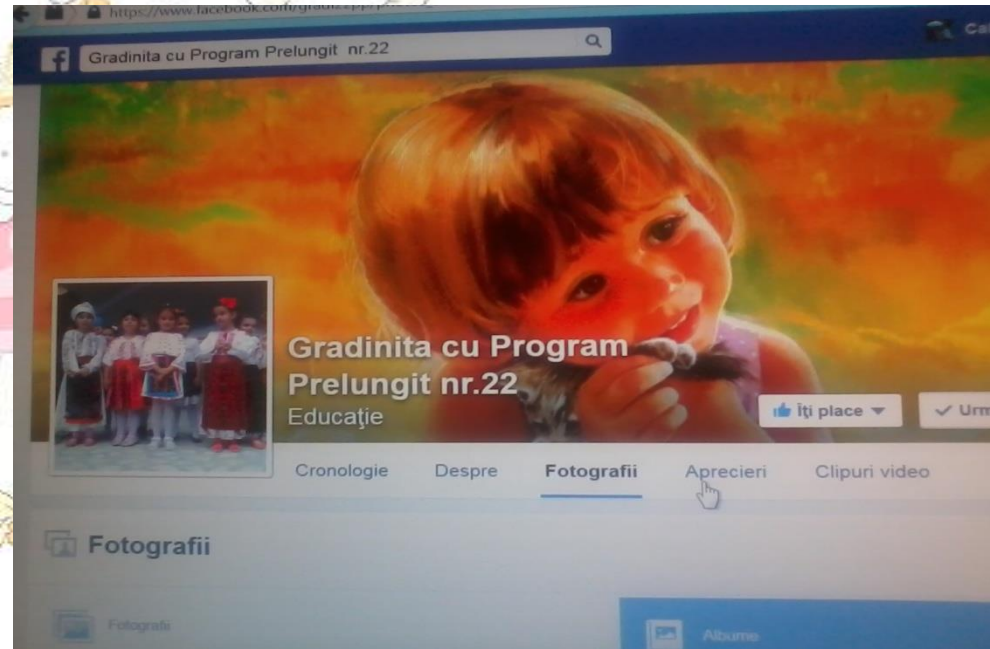 https://www.facebook.com/
Gradinita cu Program Prelungit nr.22
Gradinita cu Program
Prelungit nr.22
Educaţie
Îţi place
Cronologie Despre Fotografii Aprecieri Clipuri video
Fotografii
Fotografii Albume